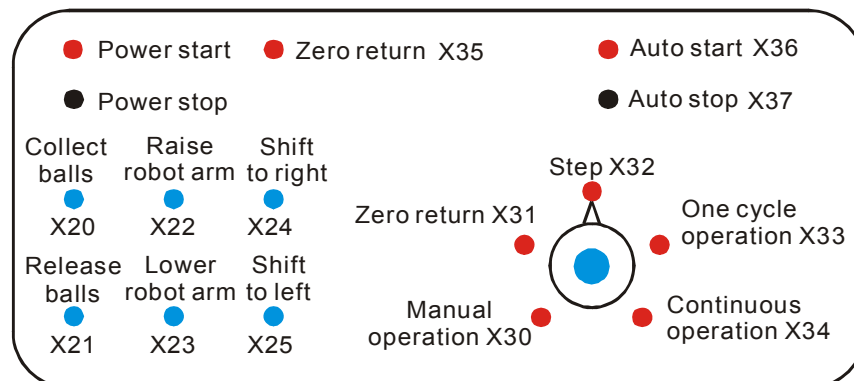 Power start
Zero return X35
Auto start X36
Power stop
Auto stop X37
Collect
balls
X20
Raise
robot arm
X22
Shift
to right
X24
Release
balls
X21
Lower
robot arm
X23
Shift
to left
X25
Step X32
Zero return X31
One cycle
operation X33
Manual
operation X30
Continuous
operation X34